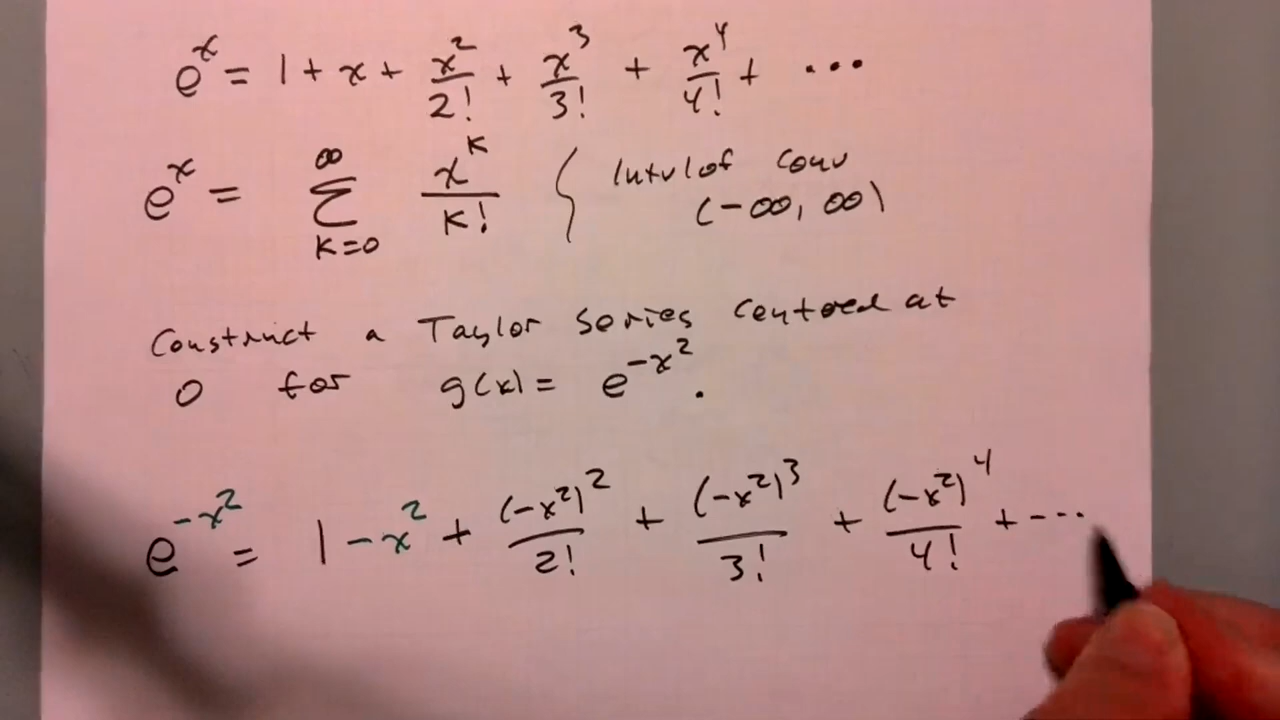 e^x = 1 + x + x^2/2! + x^3/3! + x^4/4! + ...
e^x = ∑_{k=0}^{∞} x^k/k! { Intvl of conv
(-∞, ∞)
Construct a Taylor Series centered at
0 for g(x) = e^{-x^2}.
e^{-x^2} = 1 - x^2 + (-x^2)^2/2! + (-x^2)^3/3! + (-x^2)^4/4! + ...